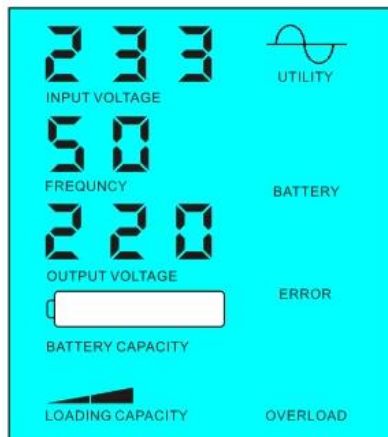 233
UTILITY
INPUT VOLTAGE
50
FREQUNCY
BATTERY
220
OUTPUT VOLTAGE
ERROR
BATTERY CAPACITY
LOADING CAPACITY
OVERLOAD